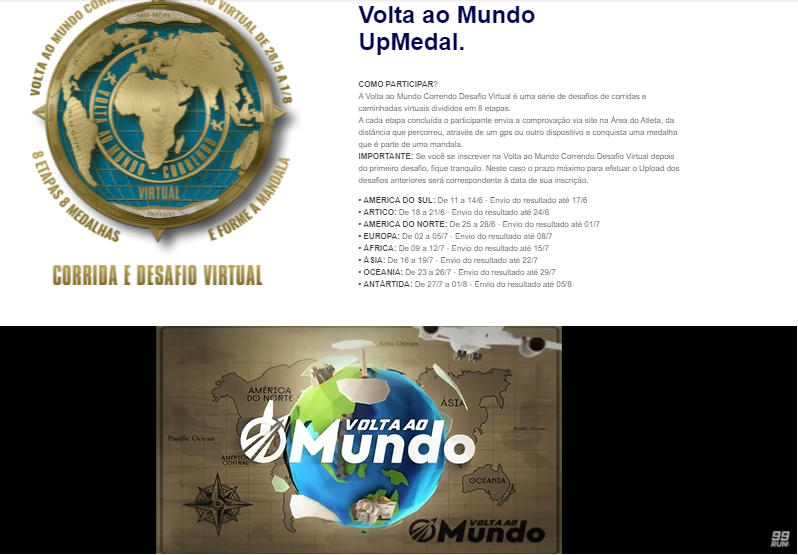 VOLTA AO MUNDO
VIRTUAL DE 28/5 A 1/8
VOLTA AO MUNDO - CORRENDO
VIRTUAL
8 ETAPAS 8 MEDALHAS
E FORME A MANDALA
CORRIDA E DESAFIO VIRTUAL
Volta ao Mundo
UpMedal.
COMO PARTICIPAR?
A Volta ao Mundo Correndo Desafio Virtual é uma série de desafios de corridas e
caminhadas virtuais divididos em 8 etapas.
A cada etapa concluída o participante envia a comprovação via site na Área do Atleta, da
distância que percorreu, através de um gps ou outro dispositivo e conquista uma medalha
que é parte de uma mandala.
IMPORTANTE: Se você se inscrever na Volta ao Mundo Correndo Desafio Virtual depois
do primeiro desafio, fique tranquilo. Neste caso o prazo máximo para efetuar o Upload dos
desafios anteriores será correspondente à data de sua inscrição.
• AMÉRICA DO SUL: De 11 a 14/6 - Envio do resultado até 17/6
• ARTICO: De 18 a 21/6 - Envio do resultado até 24/6
• AMÉRICA DO NORTE: De 25 a 28/6 - Envio do resultado até 01/7
• EUROPA: De 02 a 05/7 - Envio do resultado até 08/7
• ÁFRICA: De 09 a 12/7 - Envio do resultado até 15/7
• ÁSIA: De 16 a 19/7 - Envio do resultado até 22/7
• OCEANIA: De 23 a 26/7 - Envio do resultado até 29/7
• ANTÁRTIDA: De 27/7 a 01/8 - Envio do resultado até 05/8
Arctic Ocean
AMÉRICA
DO NORTE
ÁSIA
VOLTA AO
Mundo
Pasific Ocean
Pasific Ocean
AMÉRICA
CENTRAL
OCEANIA
VOLTA AO
Mundo
99
RUN